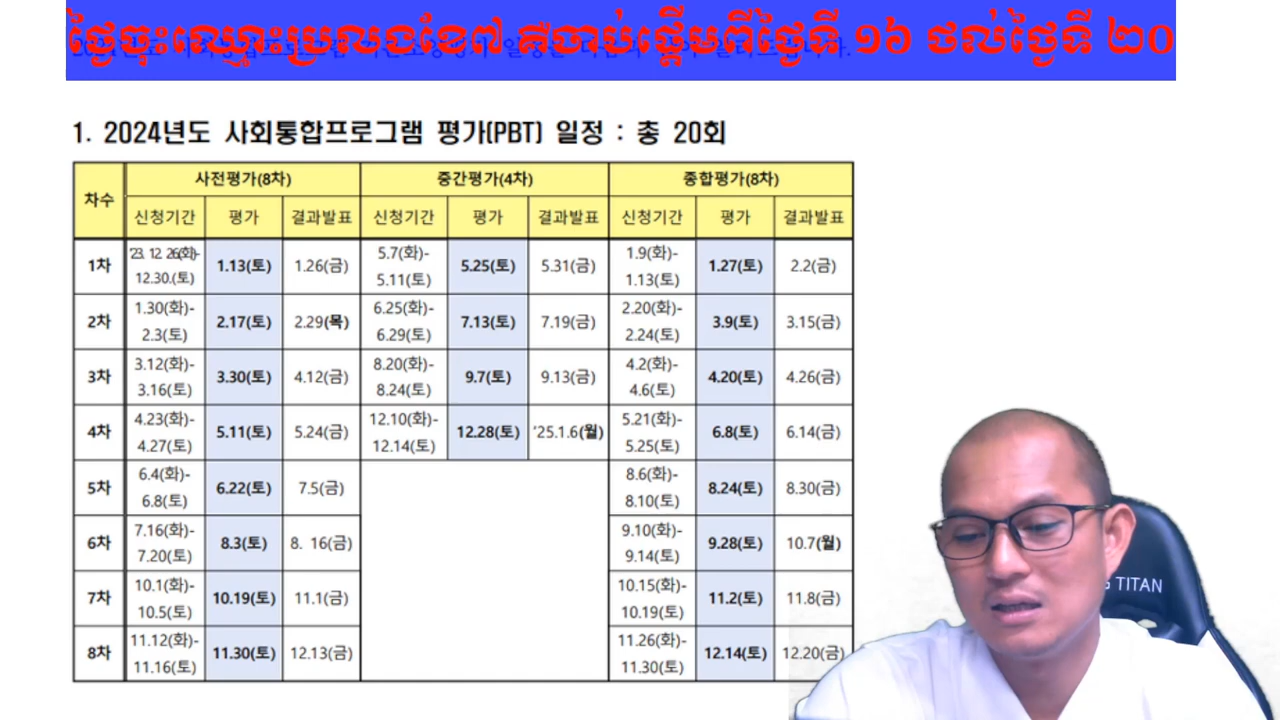 ថ្ងៃចុះឈ្មោះប្រលងខែ៧ គឺចាប់ផ្តើមពីថ្ងៃទី ១៦ ដល់ថ្ងៃទី ២០
1. 2024년도 사회통합프로그램 평가(PBT) 일정 : 총 20회
차수 사전평가(8차) 중간평가(4차) 종합평가(8차)
신청기간 평가 결과발표 신청기간 평가 결과발표 신청기간 평가 결과발표
1차 '23. 12. 26(화)- 12.30.(토) 1.13(토) 1.26(금) 5.7(화)- 5.11(토) 5.25(토) 5.31(금) 1.9(화)- 1.13(토) 1.27(토) 2.2(금)
2차 1.30(화)- 2.3(토) 2.17(토) 2.29(목) 6.25(화)- 6.29(토) 7.13(토) 7.19(금) 2.20(화)- 2.24(토) 3.9(토) 3.15(금)
3차 3.12(화)- 3.16(토) 3.30(토) 4.12(금) 8.20(화)- 8.24(토) 9.7(토) 9.13(금) 4.2(화)- 4.6(토) 4.20(토) 4.26(금)
4차 4.23(화)- 4.27(토) 5.11(토) 5.24(금) 12.10(화)- 12.14(토) 12.28(토) '25.1.6(월) 5.21(화)- 5.25(토) 6.8(토) 6.14(금)
5차 6.4(화)- 6.8(토) 6.22(토) 7.5(금) 8.6(화)- 8.10(토) 8.24(토) 8.30(금)
6차 7.16(화)- 7.20(토) 8.3(토) 8. 16(금) 9.10(화)- 9.14(토) 9.28(토) 10.7(월)
7차 10.1(화)- 10.5(토) 10.19(토) 11.1(금) 10.15(화)- 10.19(토) 11.2(토) 11.8(금)
8차 11.12(화)- 11.16(토) 11.30(토) 12.13(금) 11.26(화)- 11.30(토) 12.14(토) 12.20(금)
TITAN